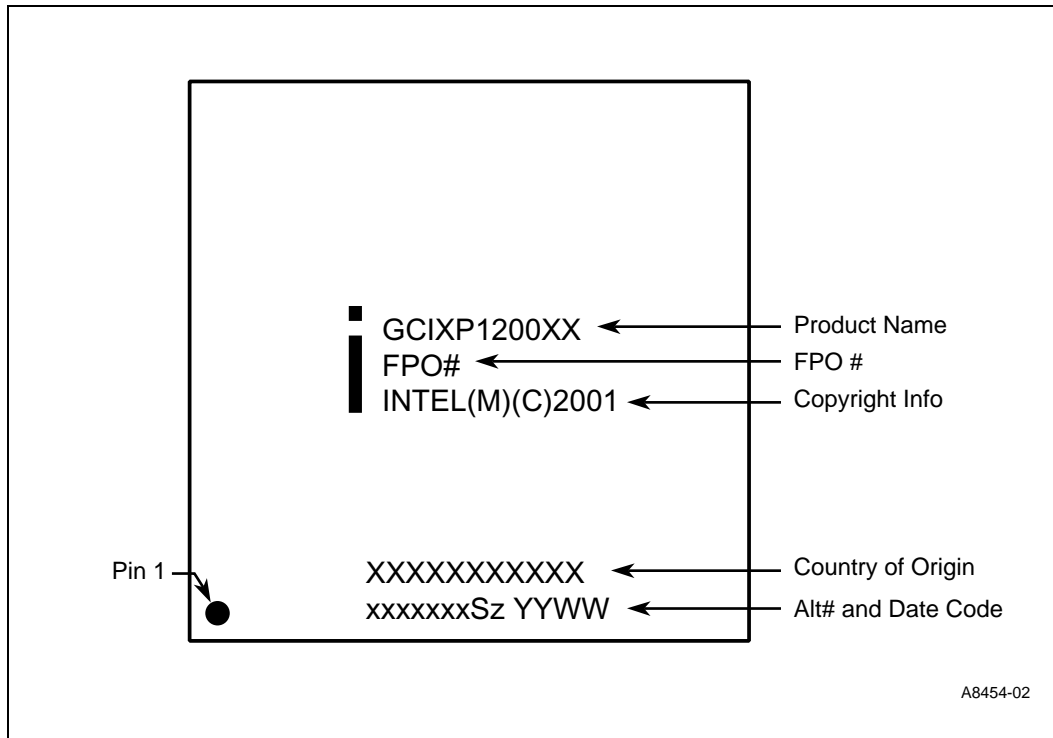 GCIXP1200XX
Product Name
FPO#
FPO #
INTEL(M)(C)2001
Copyright Info
Pin 1
XXXXXXXXXXX
Country of Origin
xxxxxxxSz YYWW
Alt# and Date Code
A8454-02